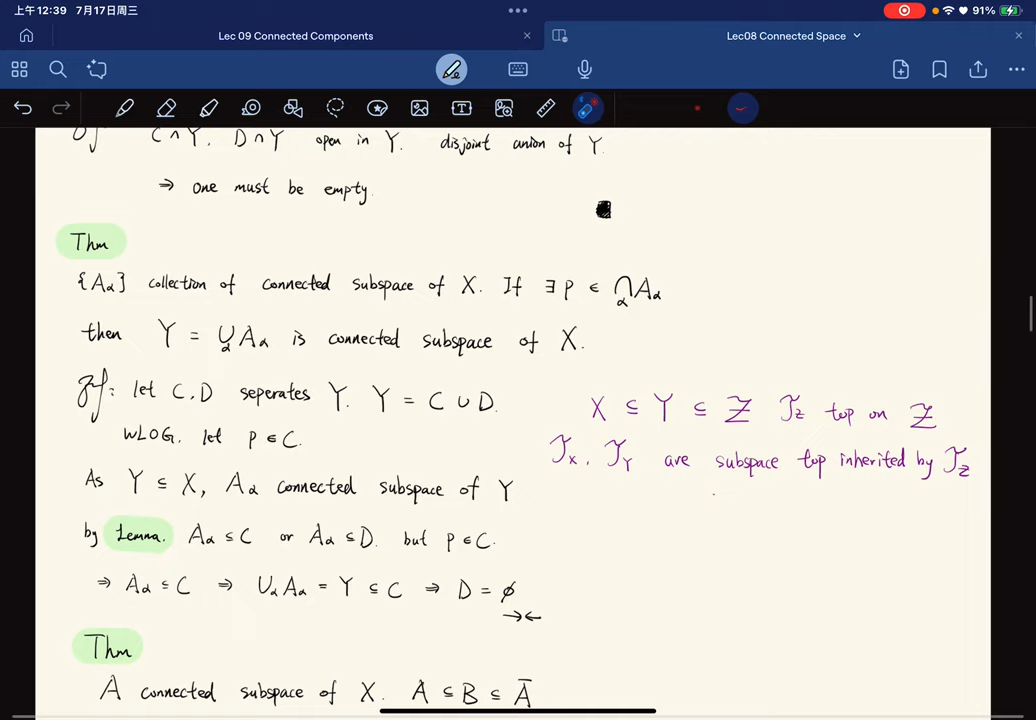 上午12:39 7月17日周三
91%
Lec 09 Connected Components
Lec08 Connected Space
C ∩ Y. D ∩ Y open in Y. disjoint union of Y.
⇒ one must be empty.
Thm
{Aα} collection of connected subspace of X. If ∃ p ∈ ⋂α Aα
then Y = ∪α Aα is connected subspace of X.
pf: let C, D seperates Y. Y = C ∪ D.
WLOG. let p ∈ C.
As Y ⊆ X, Aα connected subspace of Y
by Lemma. Aα ⊆ C or Aα ⊆ D. but p ∈ C.
⇒ Aα ⊆ C ⇒ ∪α Aα = Y ⊆ C ⇒ D = ∅
→←
X ⊆ Y ⊆ Z 𝒯z top on Z
𝒯x, 𝒯Y are subspace top inherited by 𝒯z
Thm
A connected subspace of X. A ⊆ B ⊆ Ā